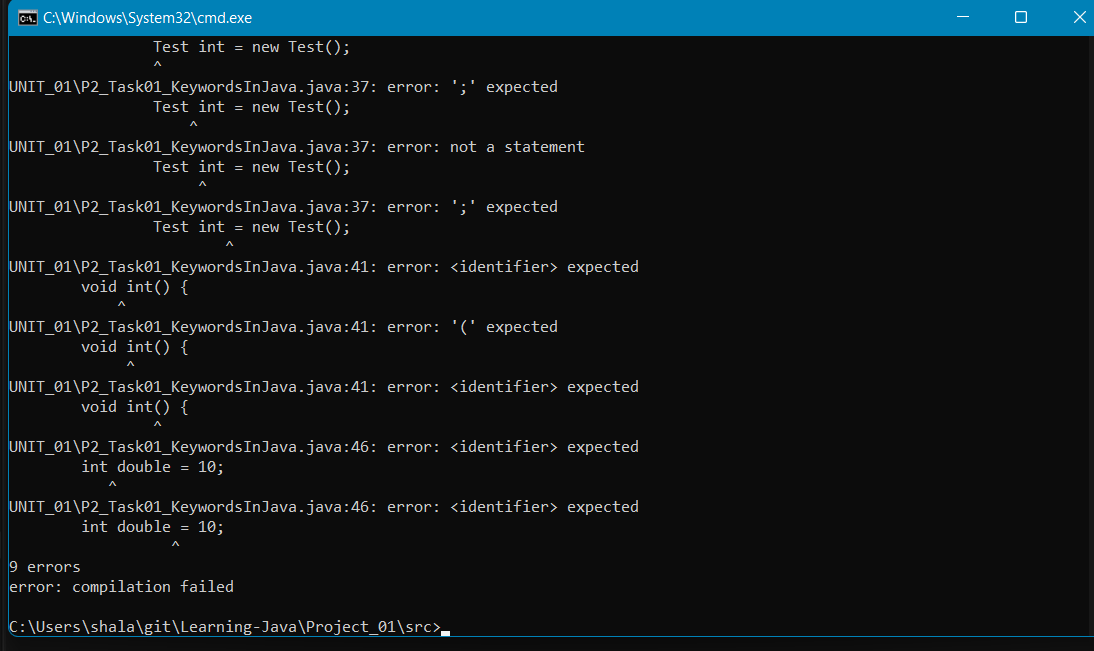 C:\Windows\System32\cmd.exe
Test int = new Test();
^
UNIT_01\P2_Task01_KeywordsInJava.java:37: error: ';' expected
Test int = new Test();
^
UNIT_01\P2_Task01_KeywordsInJava.java:37: error: not a statement
Test int = new Test();
^
UNIT_01\P2_Task01_KeywordsInJava.java:37: error: ';' expected
Test int = new Test();
^
UNIT_01\P2_Task01_KeywordsInJava.java:41: error: <identifier> expected
void int() {
^
UNIT_01\P2_Task01_KeywordsInJava.java:41: error: '(' expected
void int() {
^
UNIT_01\P2_Task01_KeywordsInJava.java:41: error: <identifier> expected
void int() {
^
UNIT_01\P2_Task01_KeywordsInJava.java:46: error: <identifier> expected
int double = 10;
^
UNIT_01\P2_Task01_KeywordsInJava.java:46: error: <identifier> expected
int double = 10;
^
9 errors
error: compilation failed
C:\Users\shala\git\Learning-Java\Project_01\src>